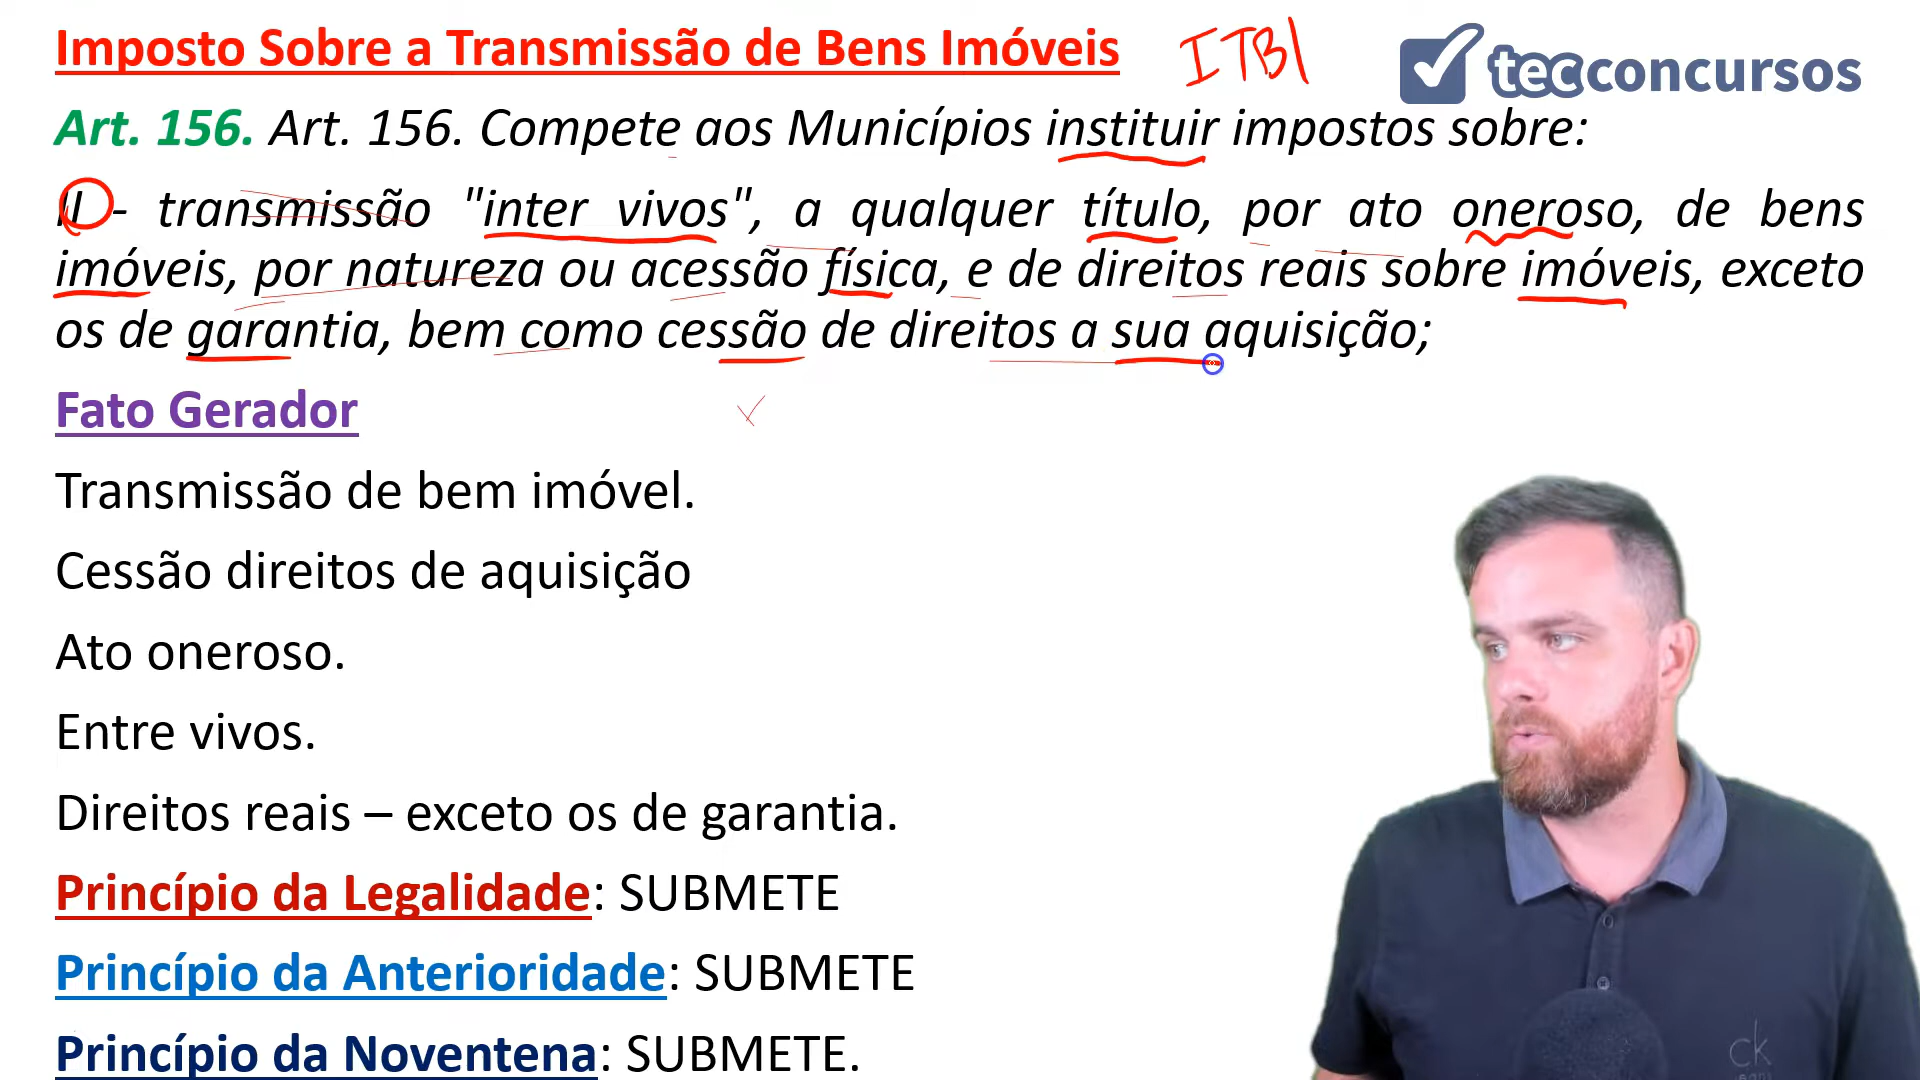 Imposto Sobre a Transmissão de Bens Imóveis ITBI
tecconcursos
Art. 156. Art. 156. Compete aos Municípios instituir impostos sobre:
II - transmissão "inter vivos", a qualquer título, por ato oneroso, de bens
imóveis, por natureza ou acessão física, e de direitos reais sobre imóveis, exceto
os de garantia, bem como cessão de direitos a sua aquisição;
Fato Gerador
Transmissão de bem imóvel.
Cessão direitos de aquisição
Ato oneroso.
Entre vivos.
Direitos reais – exceto os de garantia.
Princípio da Legalidade: SUBMETE
Princípio da Anterioridade: SUBMETE
Princípio da Noventena: SUBMETE.
ck